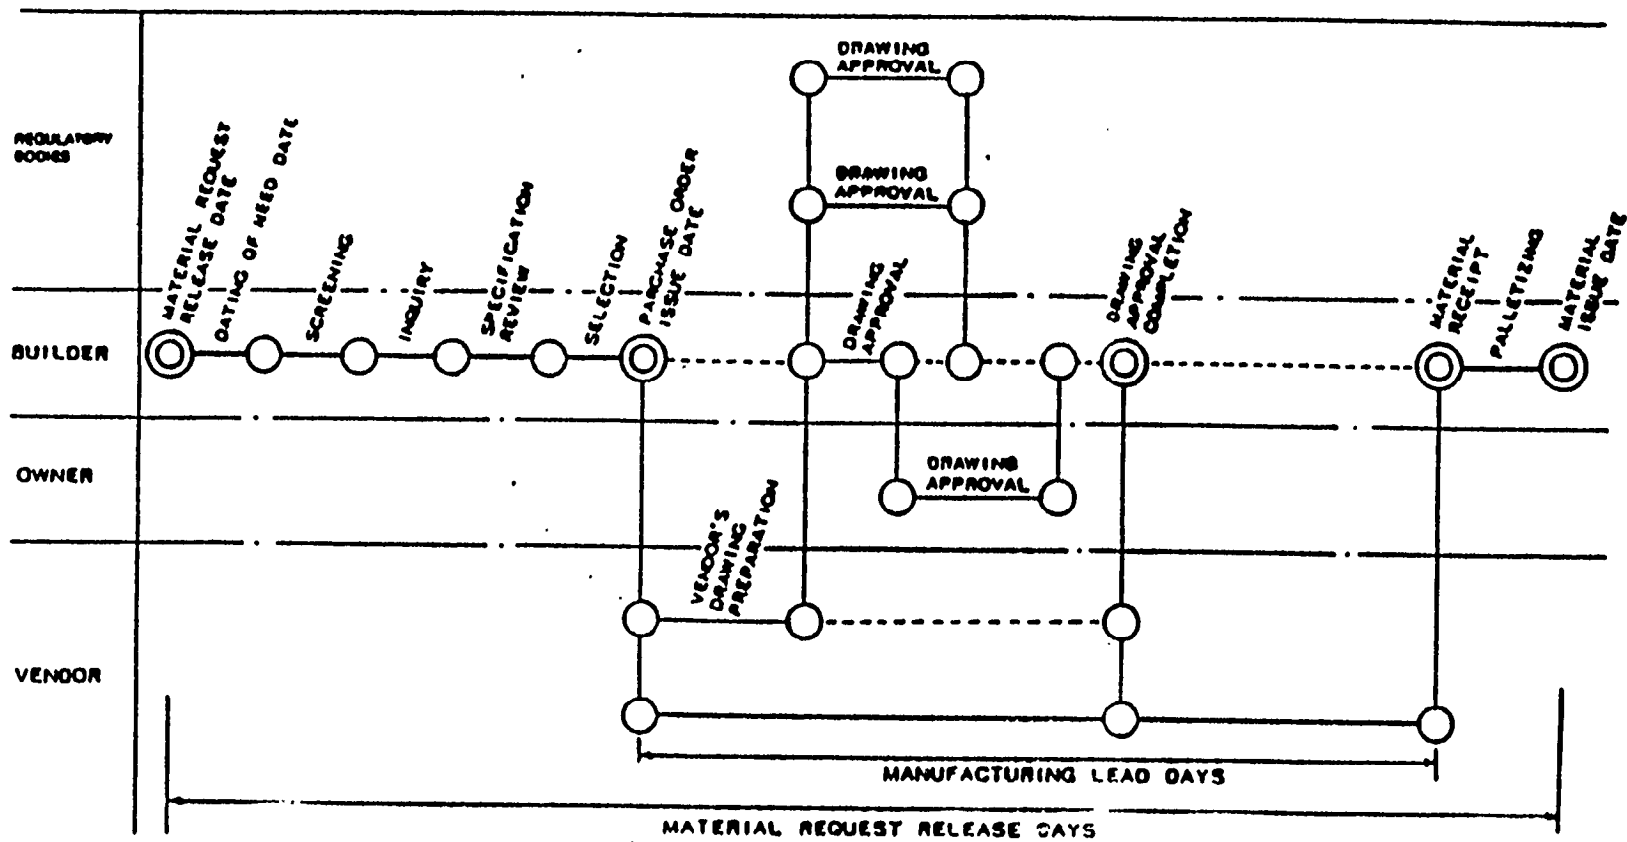 DRAWING
APPROVAL
REGULATORY
BODIES
MATERIAL REQUEST
RELEASE DATE
DATING OF NEED DATE
SCREENING
INQUIRY
SPECIFICATION
REVIEW
SELECTION
PARCHASE ORDER
ISSUE DATE
DRAWING
APPROVAL
DRAWING
APPROVAL
DRAWING
APPROVAL
COMPLETION
MATERIAL
RECEIPT
PALLETIZING
MATERIAL
ISSUE DATE
BUILDER
OWNER
DRAWING
APPROVAL
VENDOR'S
DRAWING
PREPARATION
VENDOR
MANUFACTURING LEAD DAYS
MATERIAL REQUEST RELEASE DAYS